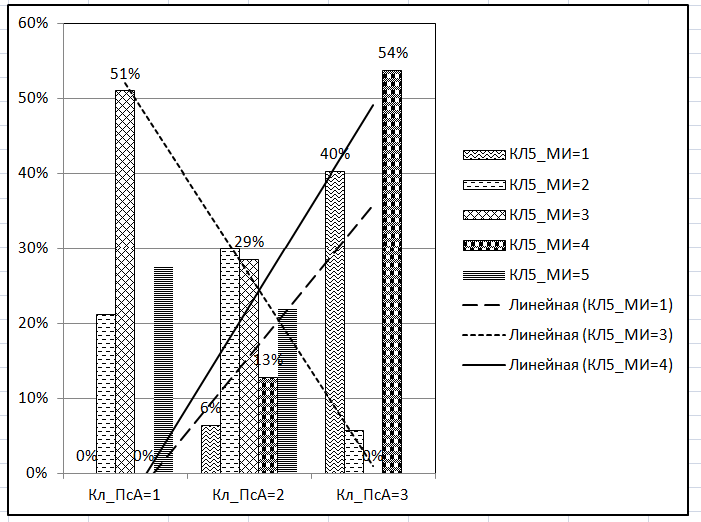 60%
50%
40%
30%
20%
10%
0%
51%
0%
0%
6%
29%
13%
40%
0%
54%
Кл_ПсА=1
Кл_ПсА=2
Кл_ПсА=3
КЛ5_МИ=1
КЛ5_МИ=2
КЛ5_МИ=3
КЛ5_МИ=4
КЛ5_МИ=5
Линейная (КЛ5_МИ=1)
Линейная (КЛ5_МИ=3)
Линейная (КЛ5_МИ=4)